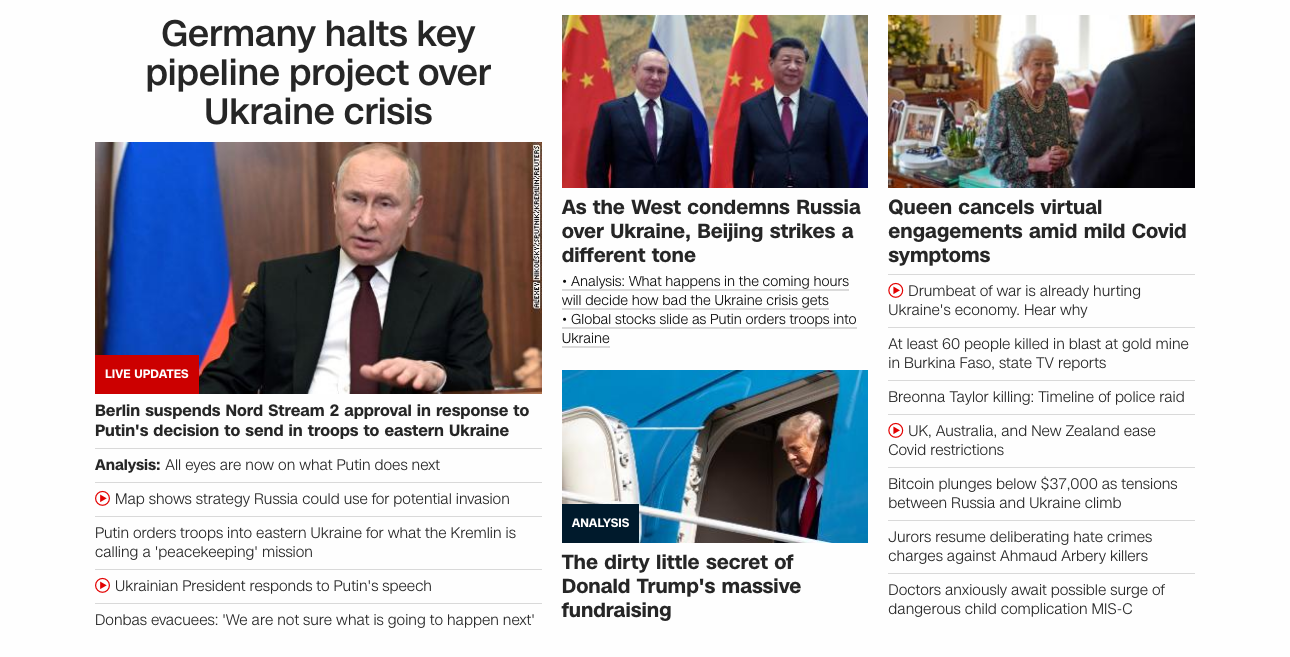 Germany halts key
pipeline project over
Ukraine crisis
ALEXEY NIKOLSKY/SPUTNIK/KREMLIN/REUTERS
LIVE UPDATES
Berlin suspends Nord Stream 2 approval in response to
Putin's decision to send in troops to eastern Ukraine
Analysis: All eyes are now on what Putin does next
Map shows strategy Russia could use for potential invasion
Putin orders troops into eastern Ukraine for what the Kremlin is
calling a 'peacekeeping' mission
Ukrainian President responds to Putin's speech
Donbas evacuees: 'We are not sure what is going to happen next'
As the West condemns Russia
over Ukraine, Beijing strikes a
different tone
• Analysis: What happens in the coming hours
will decide how bad the Ukraine crisis gets
• Global stocks slide as Putin orders troops into
Ukraine
ANALYSIS
The dirty little secret of
Donald Trump's massive
fundraising
Queen cancels virtual
engagements amid mild Covid
symptoms
Drumbeat of war is already hurting
Ukraine's economy. Hear why
At least 60 people killed in blast at gold mine
in Burkina Faso, state TV reports
Breonna Taylor killing: Timeline of police raid
UK, Australia, and New Zealand ease
Covid restrictions
Bitcoin plunges below $37,000 as tensions
between Russia and Ukraine climb
Jurors resume deliberating hate crimes
charges against Ahmaud Arbery killers
Doctors anxiously await possible surge of
dangerous child complication MIS-C